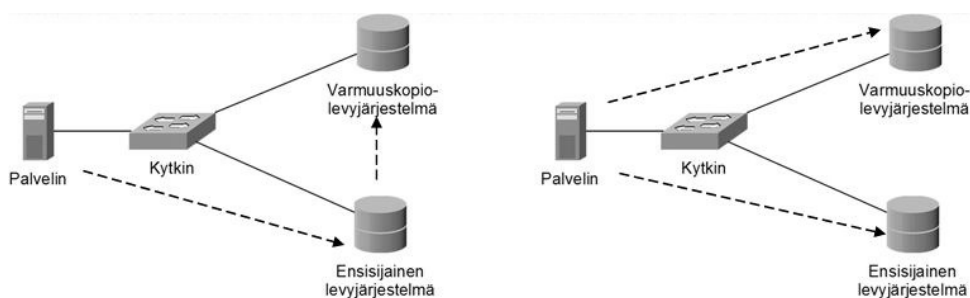 Varmuuskopio-
levyjärjestelmä
Palvelin
Kytkin
Ensisijainen
levyjärjestelmä
Varmuuskopio-
levyjärjestelmä
Palvelin
Kytkin
Ensisijainen
levyjärjestelmä